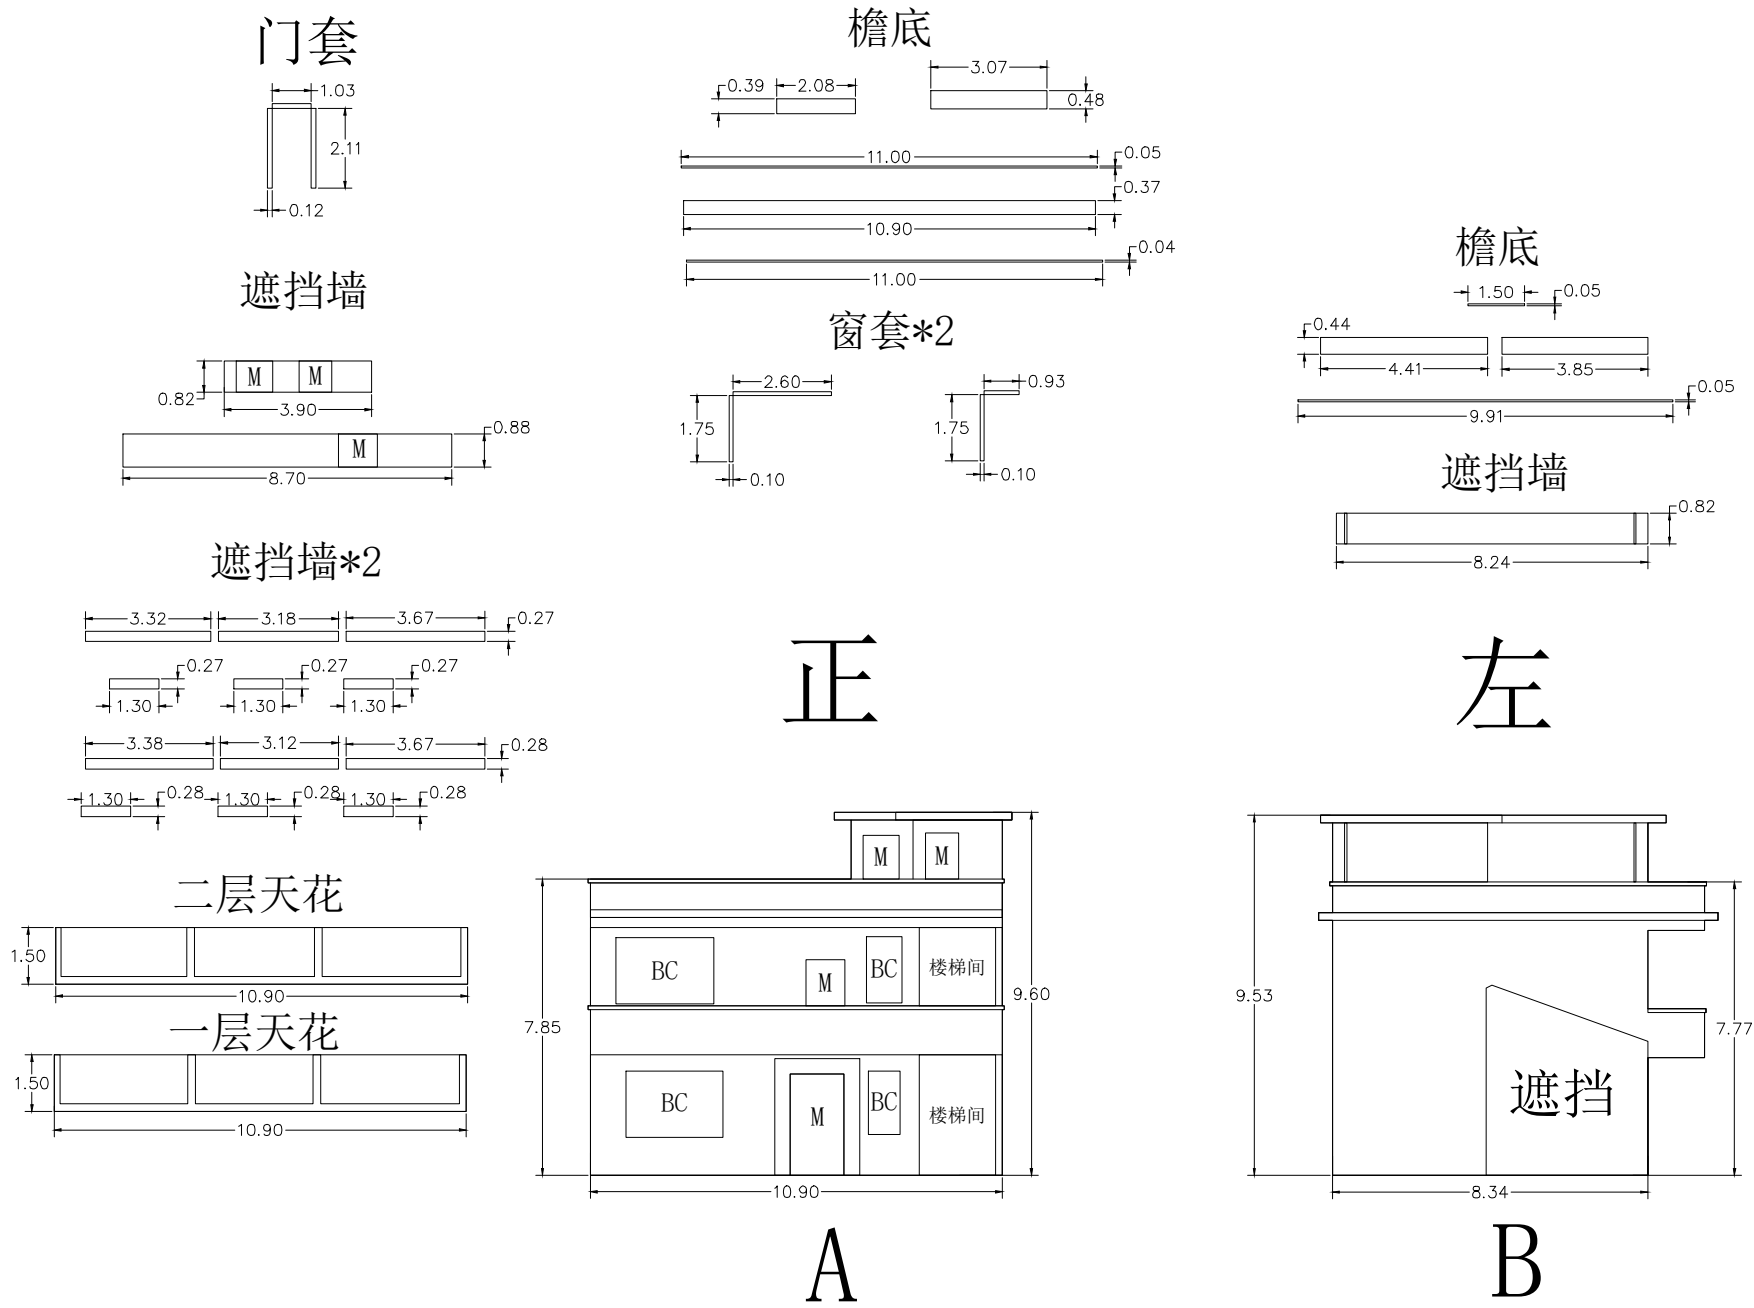 门套
1.03
2.11
0.12
檐底
0.39
2.08
3.07
0.48
11.00
0.05
0.37
10.90
0.04
11.00
遮挡墙
M
M
0.82
3.90
M
0.88
8.70
窗套*2
2.60
1.75
0.10
0.93
1.75
0.10
檐底
1.50
0.05
0.44
4.41
3.85
0.05
9.91
遮挡墙
0.82
8.24
遮挡墙*2
3.32
3.18
3.67
0.27
0.27
0.27
0.27
1.30
1.30
1.30
3.38
3.12
3.67
0.28
1.30
0.28
1.30
0.28
1.30
0.28
二层天花
1.50
10.90
一层天花
1.50
10.90
正
M
M
BC
M
BC
楼梯间
BC
M
BC
楼梯间
7.85
9.60
10.90
A
左
9.53
7.77
遮挡
8.34
B